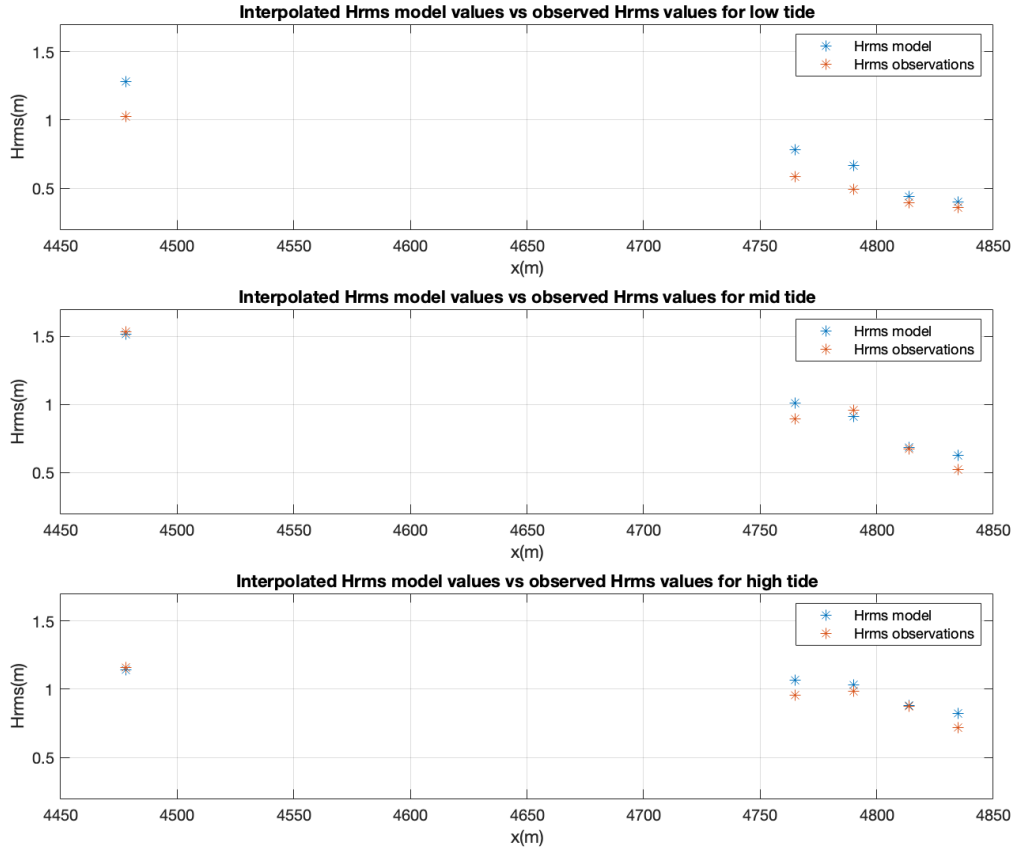 Interpolated Hrms model values vs observed Hrms values for low tide
Hrms model
Hrms observations
1.5
1
0.5
Hrms(m)
4450 4500 4550 4600 4650 4700 4750 4800 4850
x(m)
Interpolated Hrms model values vs observed Hrms values for mid tide
Hrms model
Hrms observations
1.5
1
0.5
Hrms(m)
4450 4500 4550 4600 4650 4700 4750 4800 4850
x(m)
Interpolated Hrms model values vs observed Hrms values for high tide
Hrms model
Hrms observations
1.5
1
0.5
Hrms(m)
4450 4500 4550 4600 4650 4700 4750 4800 4850
x(m)